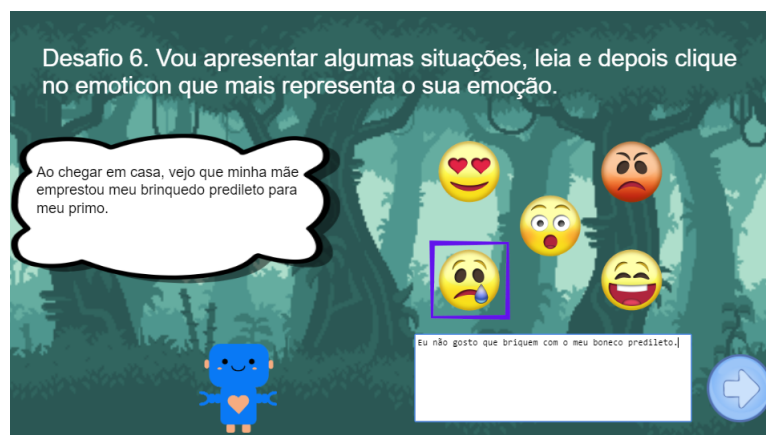 Desafio 6. Vou apresentar algumas situações, leia e depois clique
no emoticon que mais representa o sua emoção.
Ao chegar em casa, vejo que minha mãe
emprestou meu brinquedo predileto para
meu primo.
Eu não gosto que briquem com o meu boneco predileto.